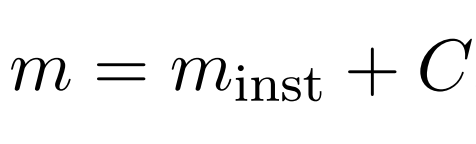 m = m_inst + C